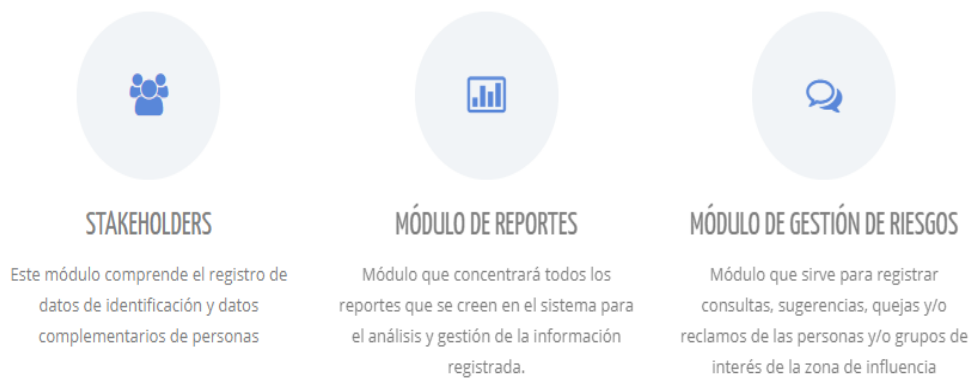 STAKEHOLDERS
Este módulo comprende el registro de
datos de identificación y datos
complementarios de personas
MÓDULO DE REPORTES
Módulo que concentrará todos los
reportes que se creen en el sistema para
el análisis y gestión de la información
registrada.
MÓDULO DE GESTIÓN DE RIESGOS
Módulo que sirve para registrar
consultas, sugerencias, quejas y/o
reclamos de las personas y/o grupos de
interés de la zona de influencia